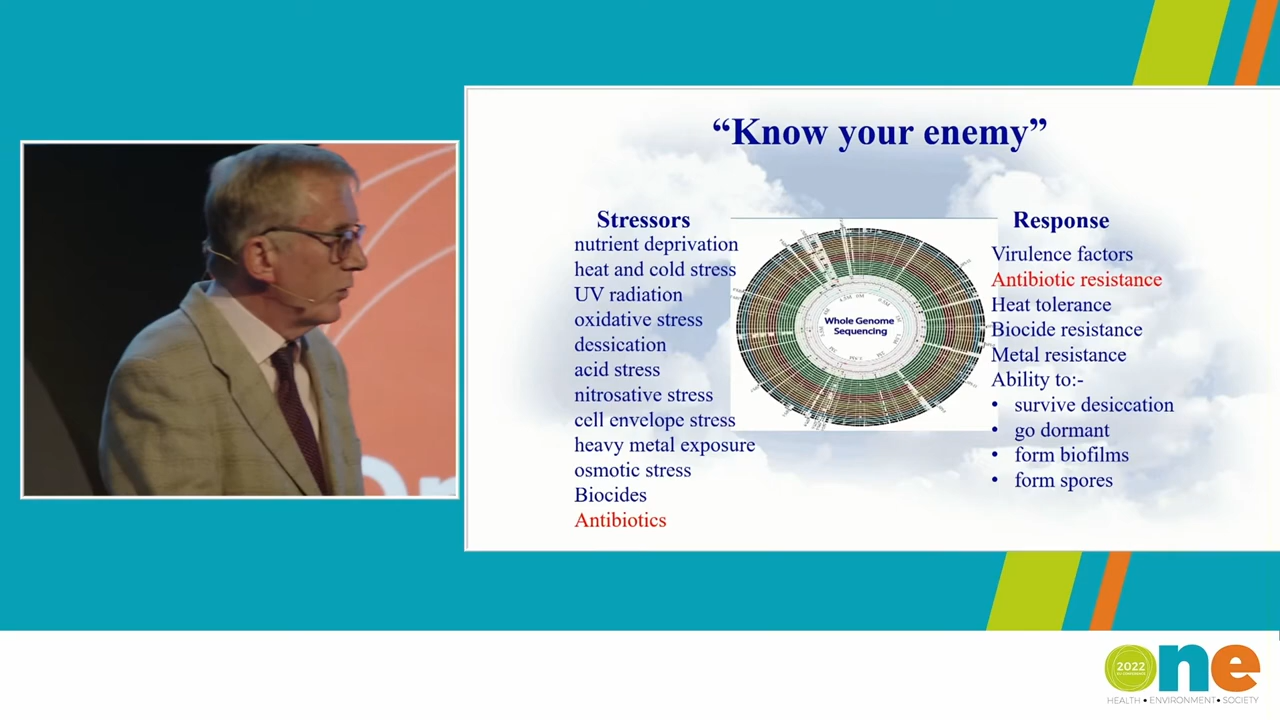 “Know your enemy”
Stressors
nutrient deprivation
heat and cold stress
UV radiation
oxidative stress
dessication
acid stress
nitrosative stress
cell envelope stress
heavy metal exposure
osmotic stress
Biocides
Antibiotics
Whole Genome
Sequencing
Response
Virulence factors
Antibiotic resistance
Heat tolerance
Biocide resistance
Metal resistance
Ability to:-
• survive desiccation
• go dormant
• form biofilms
• form spores
2022
one
HEALTH • ENVIRONMENT • SOCIETY